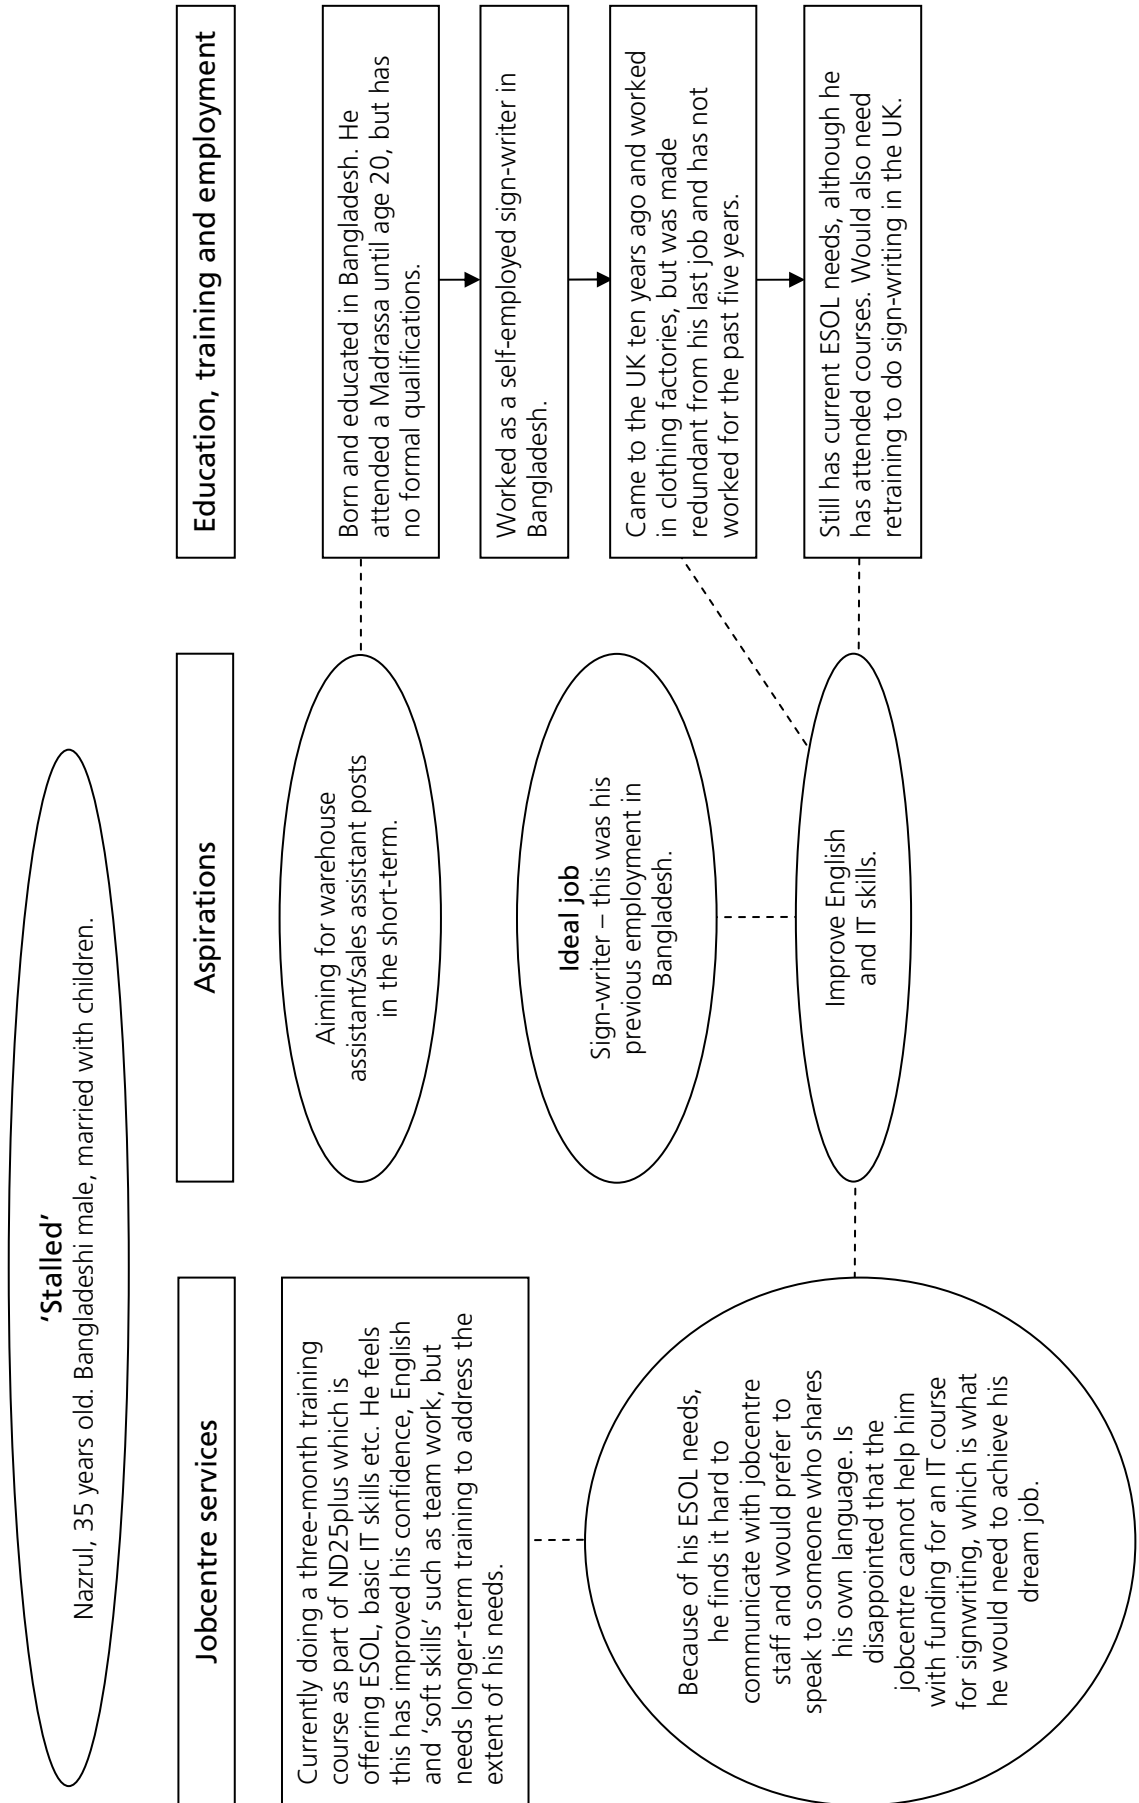 'Stalled'
Nazrul, 35 years old. Bangladeshi male, married with children.
Jobcentre services
Currently doing a three-month training
course as part of ND25plus which is
offering ESOL, basic IT skills etc. He feels
this has improved his confidence, English
and ‘soft skills’ such as team work, but
needs longer-term training to address the
extent of his needs.
Because of his ESOL needs,
he finds it hard to
communicate with jobcentre
staff and would prefer to
speak to someone who shares
his own language. Is
disappointed that the
jobcentre cannot help him
with funding for an IT course
for signwriting, which is what
he would need to achieve his
dream job.
Aspirations
Aiming for warehouse
assistant/sales assistant posts
in the short-term.
Ideal job
Sign-writer – this was his
previous employment in
Bangladesh.
Improve English
and IT skills.
Education, training and employment
Born and educated in Bangladesh. He
attended a Madrassa until age 20, but has
no formal qualifications.
Worked as a self-employed sign-writer in
Bangladesh.
Came to the UK ten years ago and worked
in clothing factories, but was made
redundant from his last job and has not
worked for the past five years.
Still has current ESOL needs, although he
has attended courses. Would also need
retraining to do sign-writing in the UK.